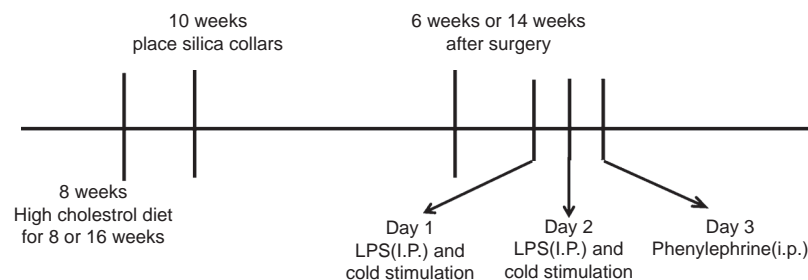 10 weeks
place silica collars
6 weeks or 14 weeks
after surgery
8 weeks
High cholestrol diet
for 8 or 16 weeks
Day 1
LPS(I.P.) and
cold stimulation
Day 2
LPS(I.P.) and
cold stimulation
Day 3
Phenylephrine(i.p.)